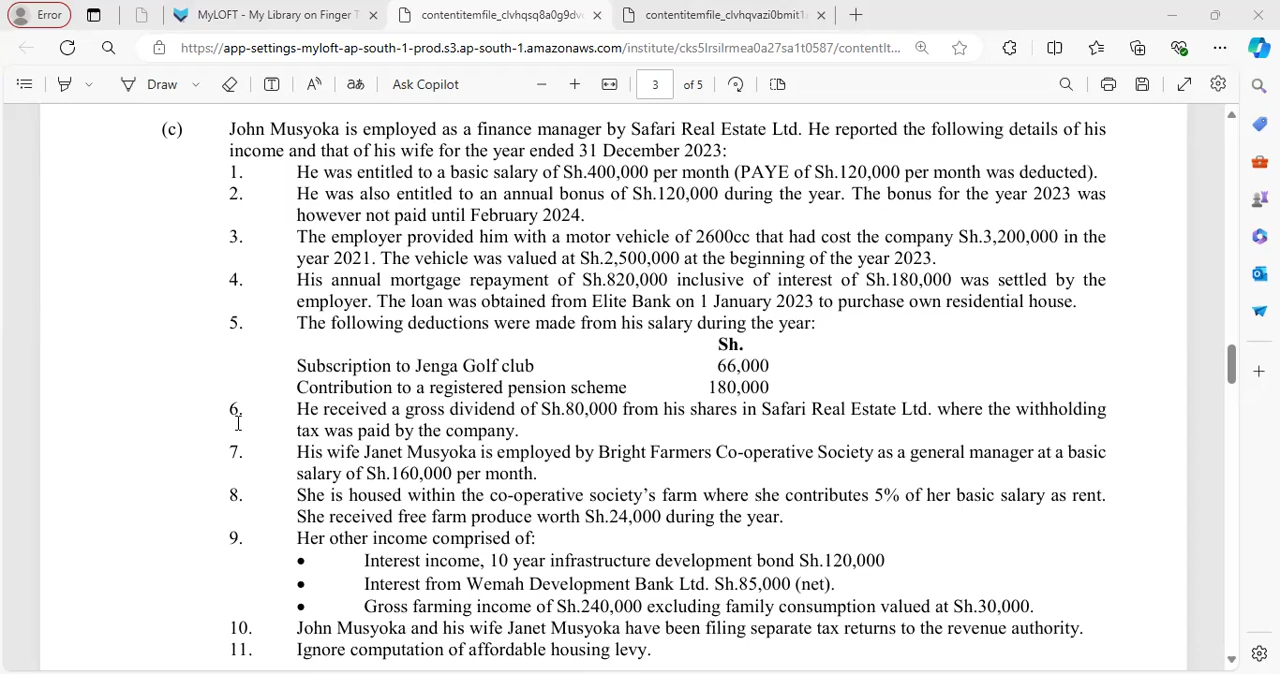 Error
MyLOFT - My Library on Finger T
contentitemfile_clvhqsq8a0g9dv
contentitemfile_clvhqvazi0bmit1
https://app-settings-myloft-ap-south-1-prod.s3.ap-south-1.amazonaws.com/institute/cks5lrsilrmea0a27sa1t0587/contentIt...
Draw
aあ
Ask Copilot
3 of 5
(c) John Musyoka is employed as a finance manager by Safari Real Estate Ltd. He reported the following details of his
income and that of his wife for the year ended 31 December 2023:
1. He was entitled to a basic salary of Sh.400,000 per month (PAYE of Sh.120,000 per month was deducted).
2. He was also entitled to an annual bonus of Sh.120,000 during the year. The bonus for the year 2023 was
however not paid until February 2024.
3. The employer provided him with a motor vehicle of 2600cc that had cost the company Sh.3,200,000 in the
year 2021. The vehicle was valued at Sh.2,500,000 at the beginning of the year 2023.
4. His annual mortgage repayment of Sh.820,000 inclusive of interest of Sh.180,000 was settled by the
employer. The loan was obtained from Elite Bank on 1 January 2023 to purchase own residential house.
5. The following deductions were made from his salary during the year:
Sh.
Subscription to Jenga Golf club 66,000
Contribution to a registered pension scheme 180,000
6. He received a gross dividend of Sh.80,000 from his shares in Safari Real Estate Ltd. where the withholding
tax was paid by the company.
7. His wife Janet Musyoka is employed by Bright Farmers Co-operative Society as a general manager at a basic
salary of Sh.160,000 per month.
8. She is housed within the co-operative society’s farm where she contributes 5% of her basic salary as rent.
She received free farm produce worth Sh.24,000 during the year.
9. Her other income comprised of:
• Interest income, 10 year infrastructure development bond Sh.120,000
• Interest from Wemah Development Bank Ltd. Sh.85,000 (net).
• Gross farming income of Sh.240,000 excluding family consumption valued at Sh.30,000.
10. John Musyoka and his wife Janet Musyoka have been filing separate tax returns to the revenue authority.
11. Ignore computation of affordable housing levy.